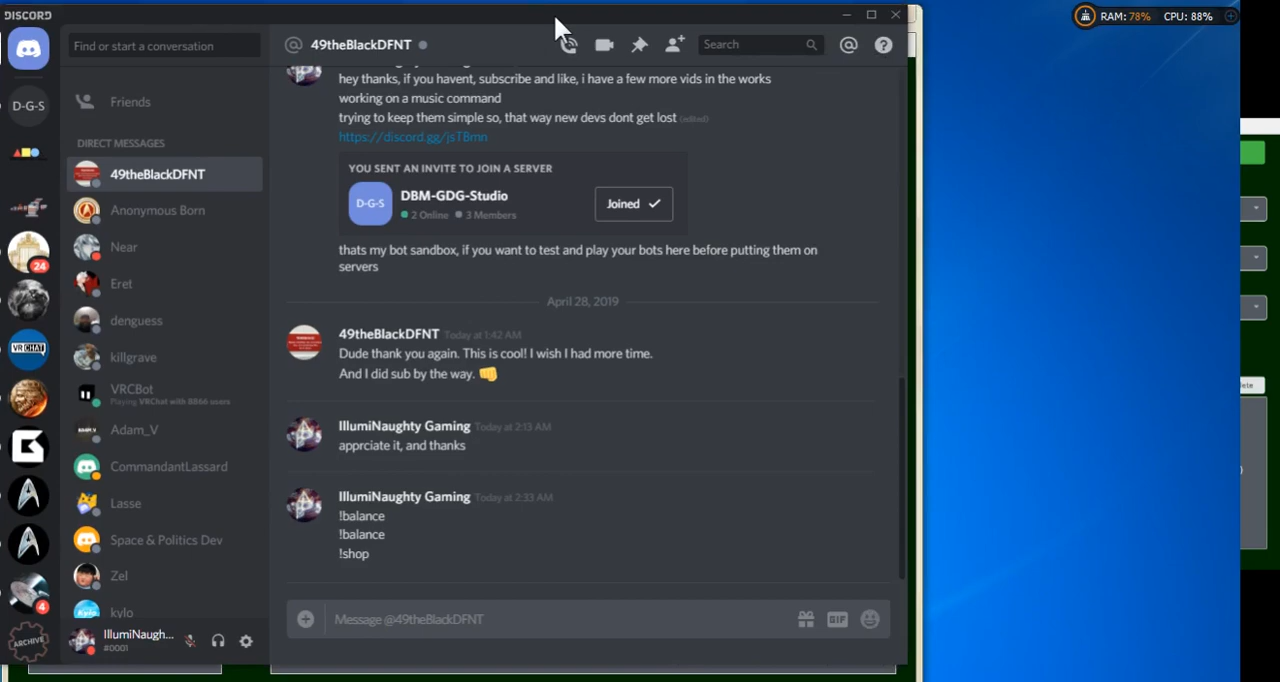 DISCORD
RAM: 78% CPU: 88%
Find or start a conversation
49theBlackDFNT
Search
D-G-S
Friends
DIRECT MESSAGES
49theBlackDFNT
Anonymous Born
Near
24
Eret
denguess
VR CHAT
killgrave
VRCBot
Playing VRChat with 8866 users
Adam_V
CommandantLassard
Lasse
Space & Politics Dev
Zel
4
kylo
ARCHIVE
IllumiNaugh...
#0001
hey thanks, if you havent, subscribe and like, i have a few more vids in the works
working on a music command
trying to keep them simple so, that way new devs dont get lost (edited)
https://discord.gg/jsTBrnn
YOU SENT AN INVITE TO JOIN A SERVER
D-G-S
DBM-GDG-Studio
2 Online 3 Members
Joined
thats my bot sandbox, if you want to test and play your bots here before putting them on
servers
April 28, 2019
49theBlackDFNT Today at 1:42 AM
Dude thank you again. This is cool! I wish I had more time.
And I did sub by the way.
IllumiNaughty Gaming Today at 2:13 AM
apprciate it, and thanks
IllumiNaughty Gaming Today at 2:33 AM
!balance
!balance
!shop
Message @49theBlackDFNT
GIF